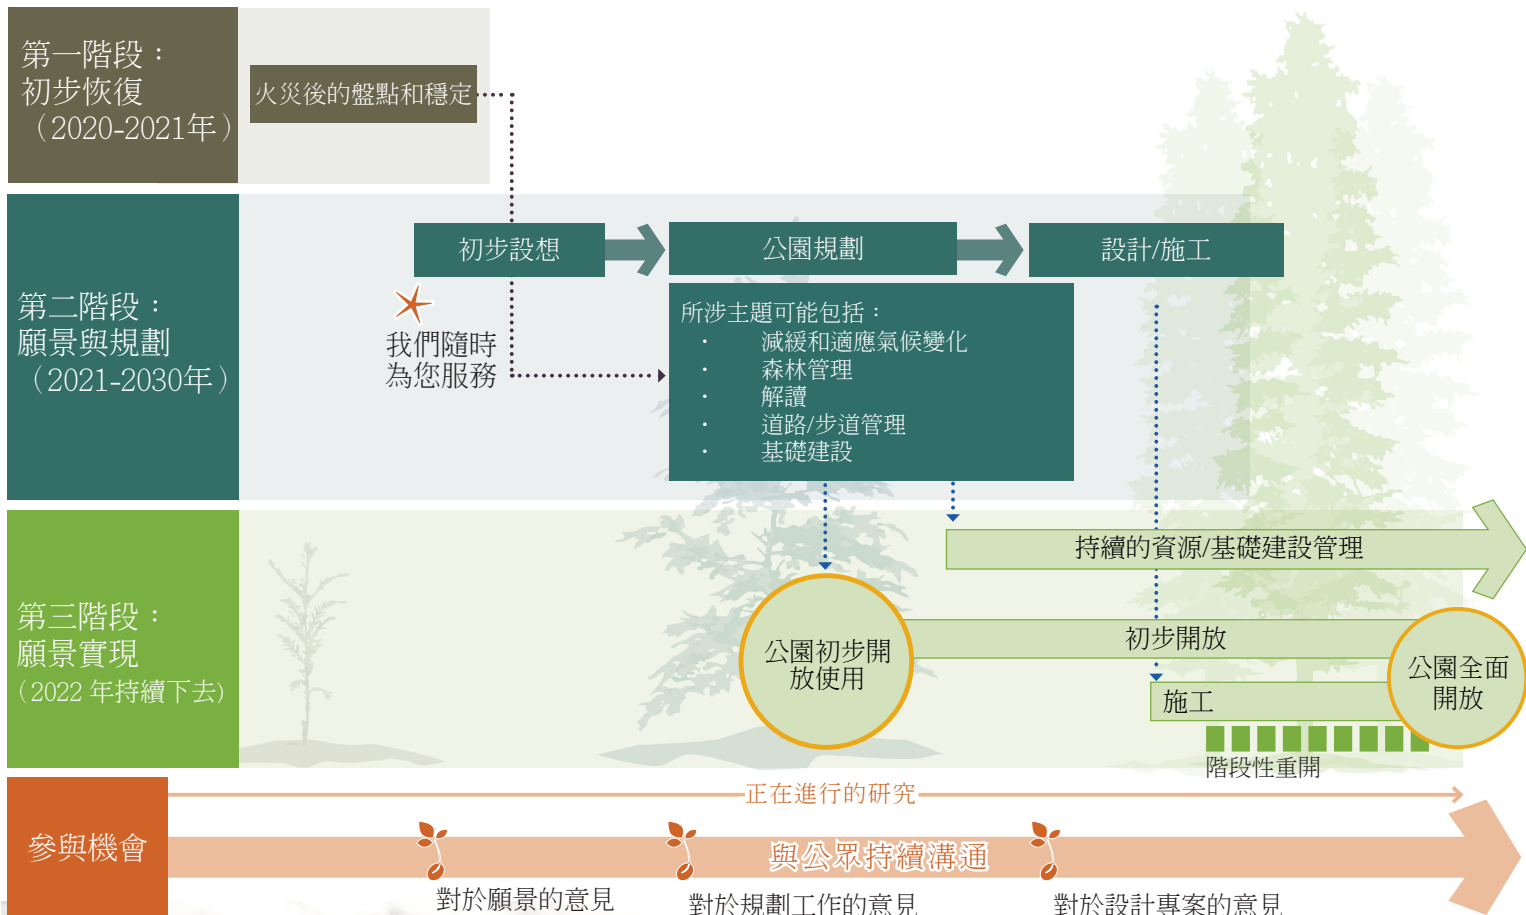 第一階段：
初步恢復
（2020-2021年）
火災後的盤點和穩定
第二階段：
願景與規劃
（2021-2030年）
初步設想
公園規劃
設計/施工
我們隨時
為您服務
所涉主題可能包括：
· 減緩和適應氣候變化
· 森林管理
· 解讀
· 道路/步道管理
· 基礎建設
第三階段：
願景實現
（2022 年持續下去)
持續的資源/基礎建設管理
公園初步開
放使用
初步開放
施工
公園全面
開放
階段性重開
參與機會
正在進行的研究
與公眾持續溝通
對於願景的意見
對於規劃工作的意見
對於設計專案的意見